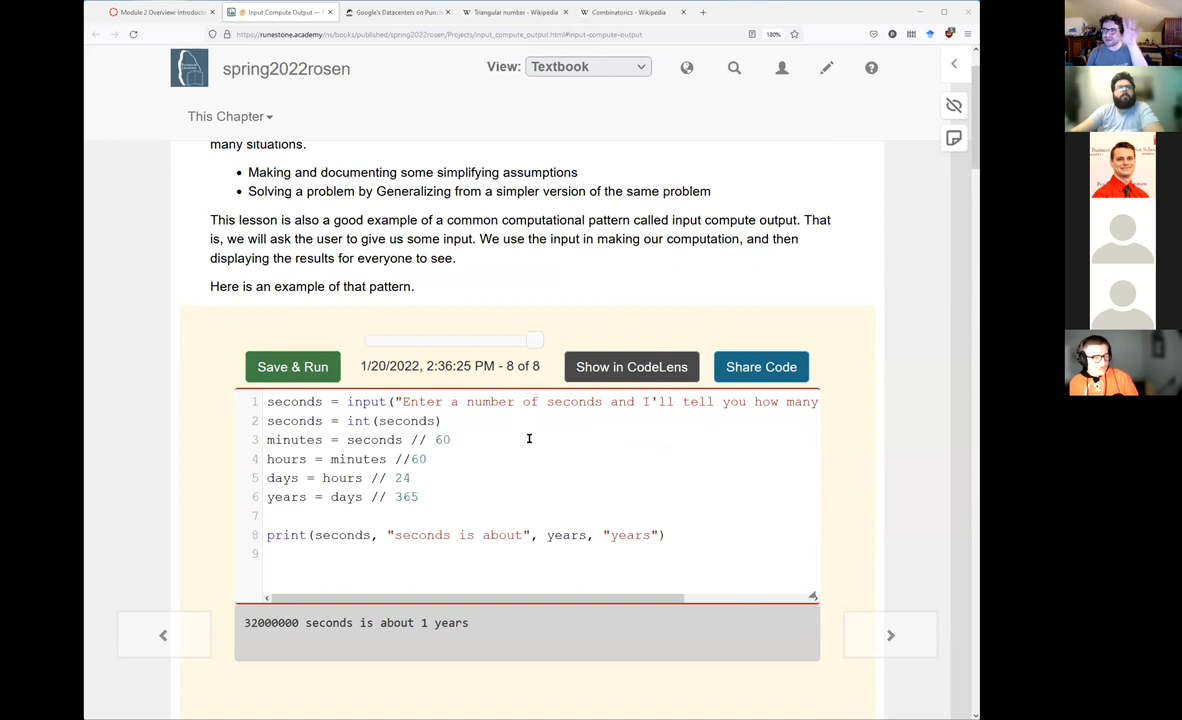 Module 2 Overview: Introducti
Input Compute Output —
Google's Datacenters on Punch
Triangular number - Wikipedia
Combinatorics - Wikipedia
https://runestone.academy/ns/books/published/spring2022rosen/Projects/input_compute_output.html#input-compute-output
180%
spring2022rosen
View:
Textbook
This Chapter
many situations.
Making and documenting some simplifying assumptions
Solving a problem by Generalizing from a simpler version of the same problem
This lesson is also a good example of a common computational pattern called input compute output. That
is, we will ask the user to give us some input. We use the input in making our computation, and then
displaying the results for everyone to see.
Here is an example of that pattern.
Save & Run
1/20/2022, 2:36:25 PM - 8 of 8
Show in CodeLens
Share Code
1 seconds = input("Enter a number of seconds and I'll tell you how many
2 seconds = int(seconds)
3 minutes = seconds // 60
4 hours = minutes //60
5 days = hours // 24
6 years = days // 365
7
8 print(seconds, "seconds is about", years, "years")
9
32000000 seconds is about 1 years